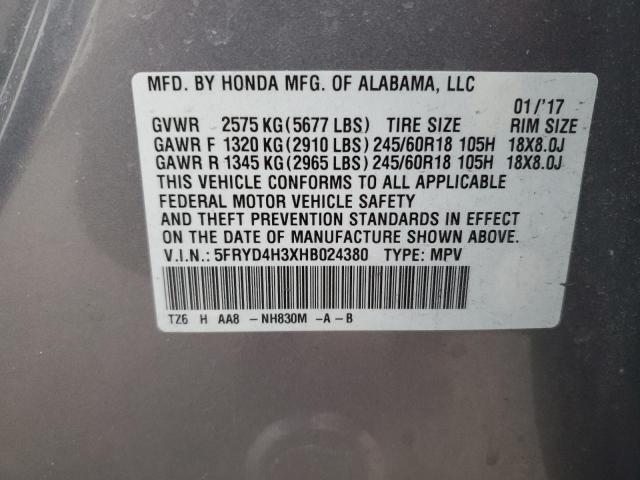 MFD. BY HONDA MFG. OF ALABAMA, LLC
01/'17
GVWR 2575 KG (5677 LBS) TIRE SIZE RIM SIZE
GAWR F 1320 KG (2910 LBS) 245/60R18 105H 18X8.0J
GAWR R 1345 KG (2965 LBS) 245/60R18 105H 18X8.0J
THIS VEHICLE CONFORMS TO ALL APPLICABLE
FEDERAL MOTOR VEHICLE SAFETY
AND THEFT PREVENTION STANDARDS IN EFFECT
ON THE DATE OF MANUFACTURE SHOWN ABOVE.
V.I.N.: 5FRYD4H3XHB024380 TYPE: MPV
TZ6 H AA8 -NH830M -A-B